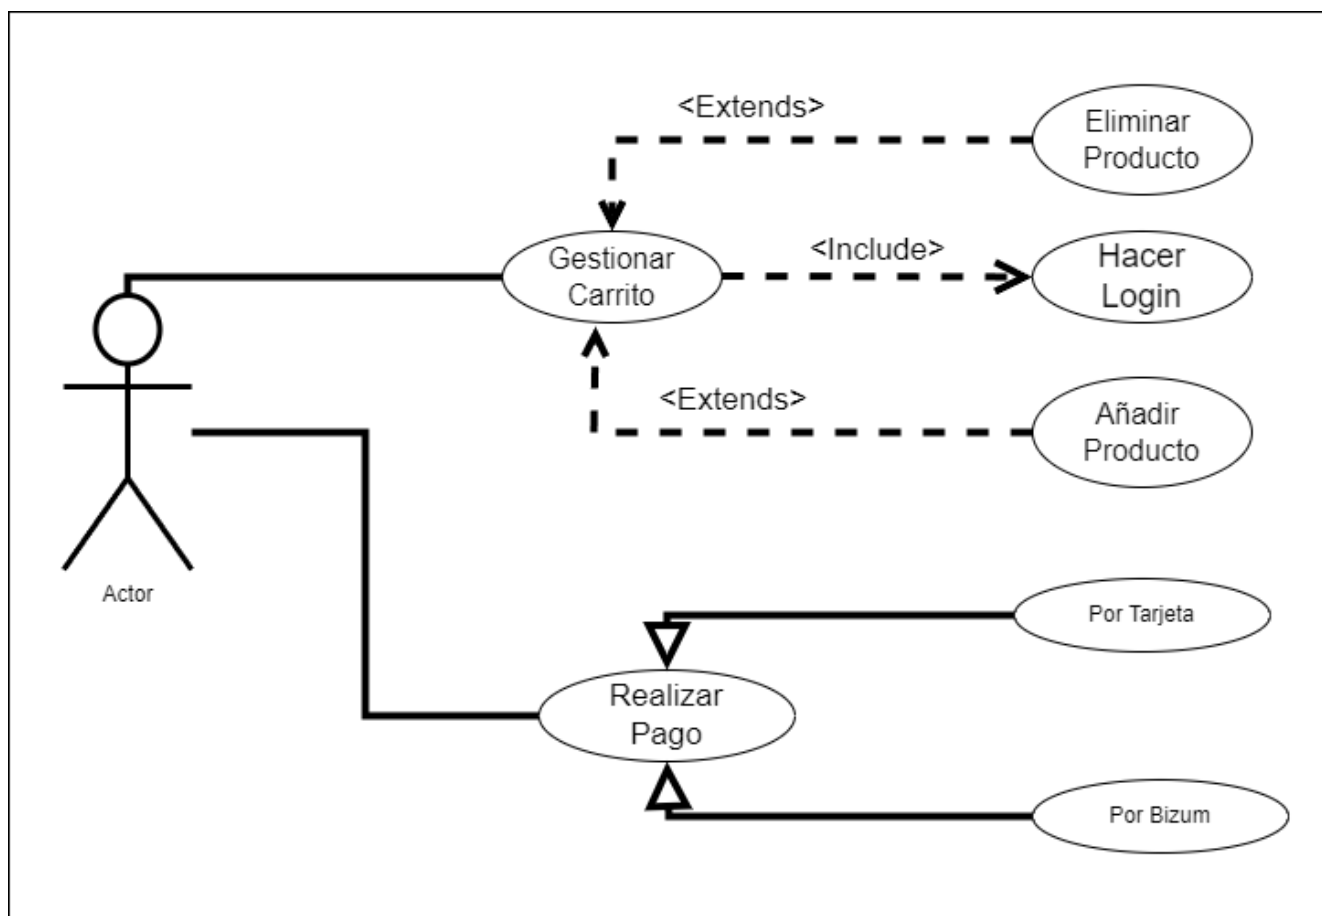 <Extends>
Eliminar
Producto
<Include>
Gestionar
Carrito
Hacer
Login
<Extends>
Añadir
Producto
Actor
Por Tarjeta
Realizar
Pago
Por Bizum